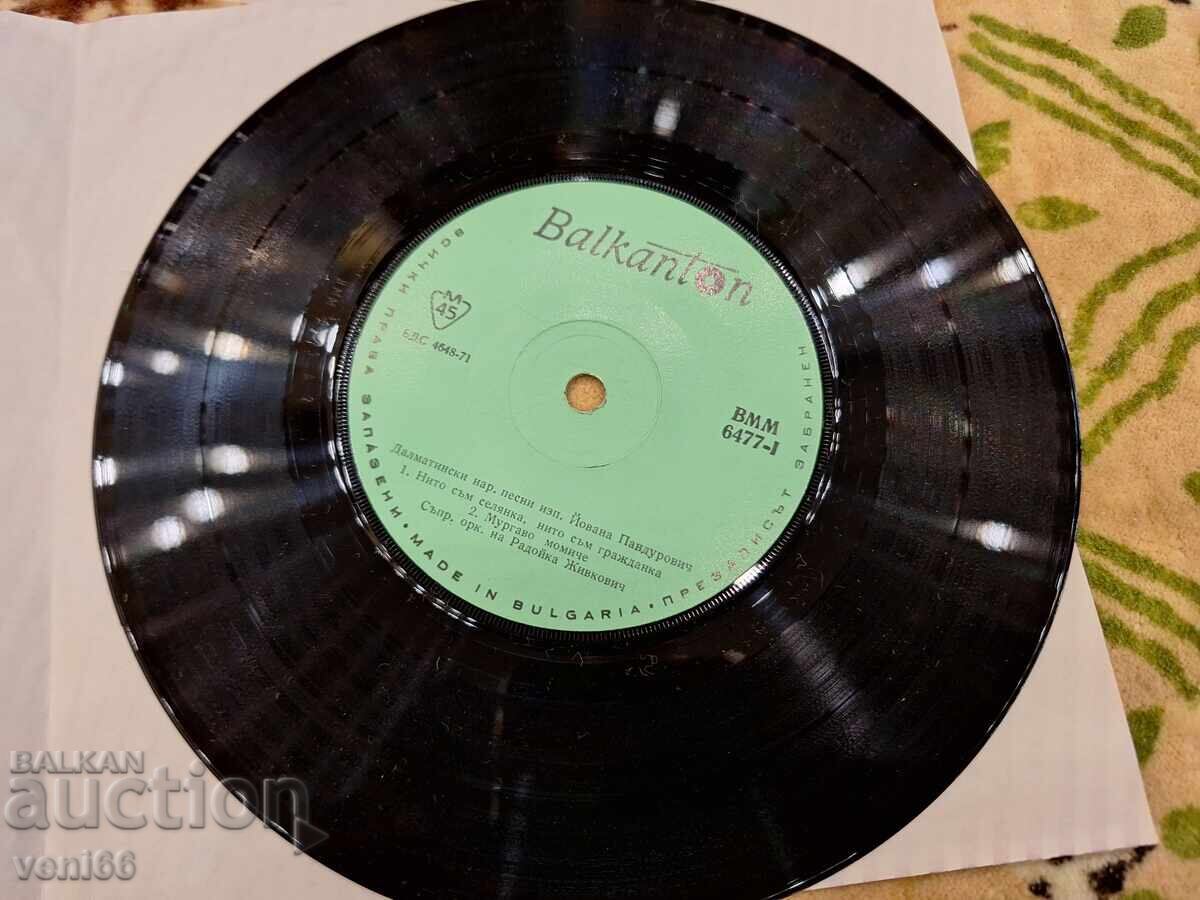 Balkanton
М
45
БДС 4648-71
ВММ
6477-I
Далматински нар. песни изп. Йована Пандурович
1. Нито съм селянка, нито съм гражданка
2. Мургаво момиче
Съпр. орк. на Радойка Живкович
ВСИЧКИ ПРАВА ЗАПАЗЕНИ • MADE IN BULGARIA • ПРЕЗАПИСЪТ ЗАБРАНЕН
BALKAN
auction
veni66